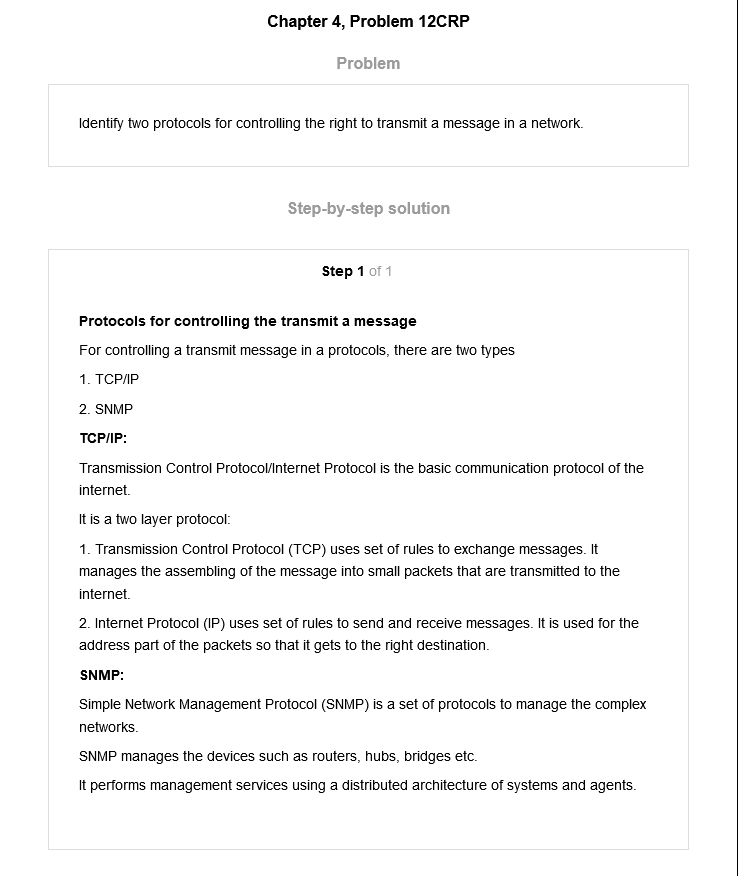 Chapter 4, Problem 12CRP
Problem
Identify two protocols for controlling the right to transmit a message in a network.
Step-by-step solution
Step 1 of 1
Protocols for controlling the transmit a message
For controlling a transmit message in a protocols, there are two types
1. TCP/IP
2. SNMP
TCP/IP:
Transmission Control Protocol/Internet Protocol is the basic communication protocol of the
internet.
It is a two layer protocol:
1. Transmission Control Protocol (TCP) uses set of rules to exchange messages. It
manages the assembling of the message into small packets that are transmitted to the
internet.
2. Internet Protocol (IP) uses set of rules to send and receive messages. It is used for the
address part of the packets so that it gets to the right destination.
SNMP:
Simple Network Management Protocol (SNMP) is a set of protocols to manage the complex
networks.
SNMP manages the devices such as routers, hubs, bridges etc.
It performs management services using a distributed architecture of systems and agents.